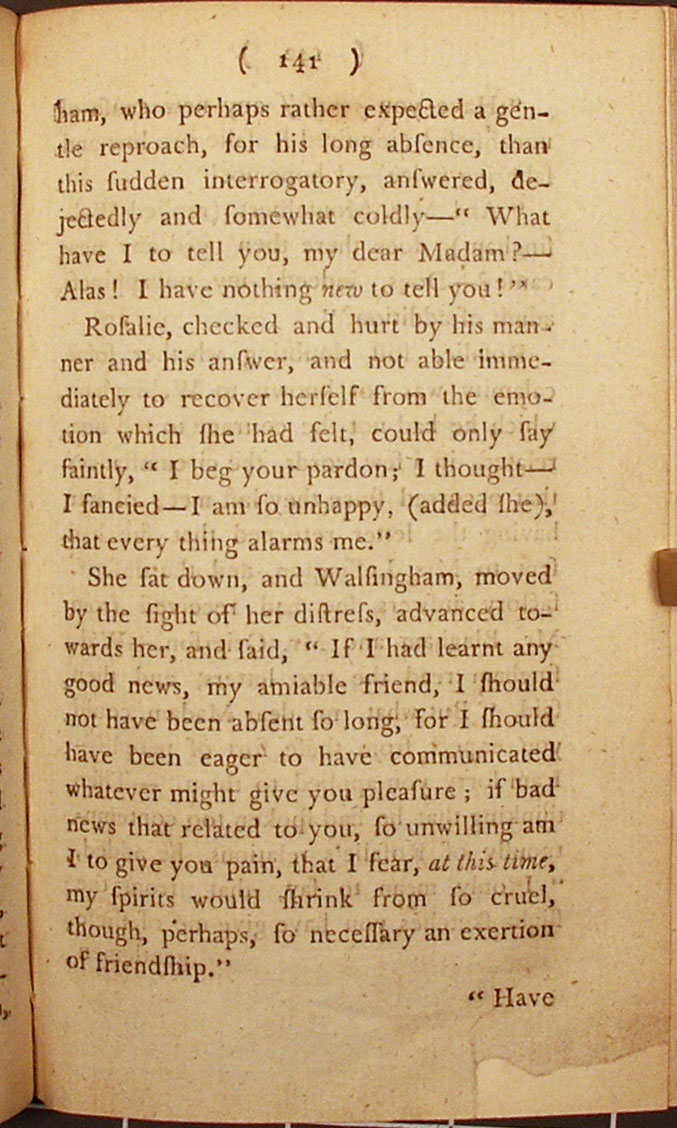 ( 141 )
ſham, who perhaps rather expected a gen-
tle reproach, for his long abſence, than
this ſudden interrogatory, anſwered, de-
jectedly and ſomewhat coldly—“ What
have I to tell you, my dear Madam?—
Alas! I have nothing new to tell you!”
Roſalie, checked and hurt by his man-
ner and his anſwer, and not able imme-
diately to recover herſelf from the emo-
tion which ſhe had felt, could only ſay
faintly, “ I beg your pardon; I thought—
I fancied—I am ſo unhappy, (added ſhe),
that every thing alarms me.”
She ſat down, and Walſingham, moved
by the ſight of her diſtreſs, advanced to-
wards her, and ſaid, “ If I had learnt any
good news, my amiable friend, I ſhould
not have been abſent ſo long, for I ſhould
have been eager to have communicated
whatever might give you pleaſure ; if bad
news that related to you, ſo unwilling am
I to give you pain, that I fear, at this time,
my ſpirits would ſhrink from ſo cruel,
though, perhaps, ſo neceſſary an exertion
of friendſhip.”
“ Have